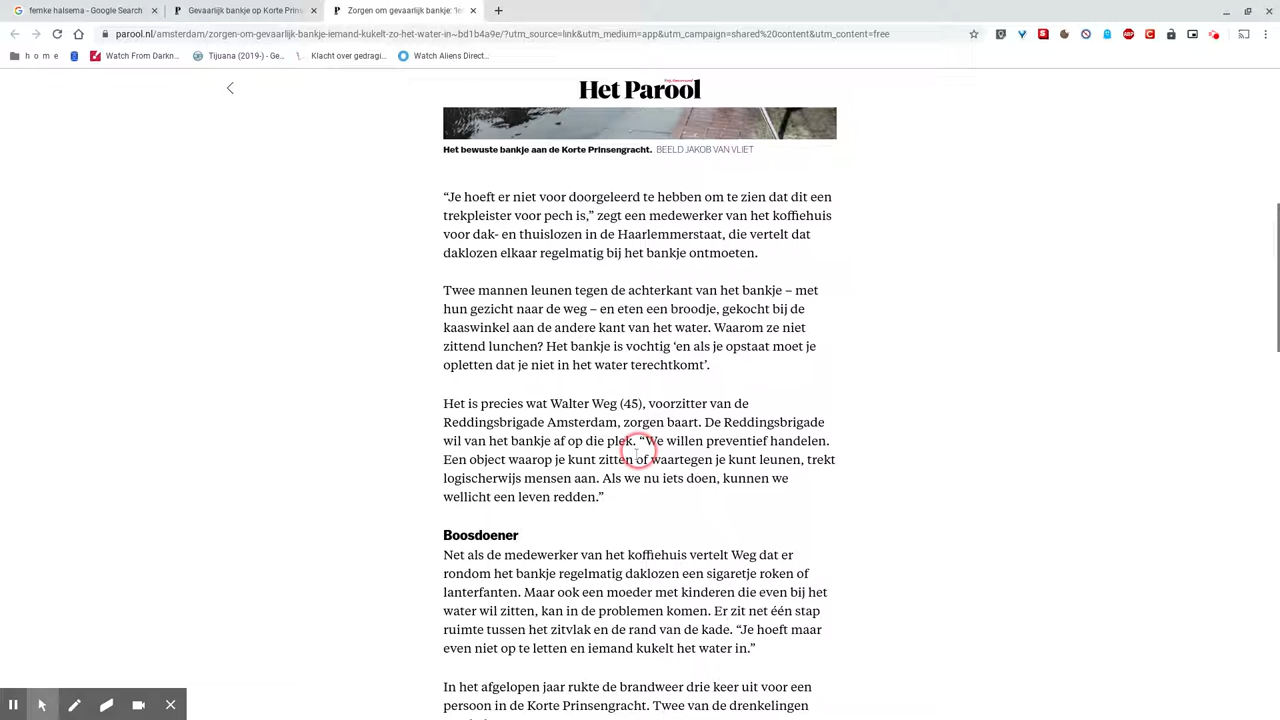 femke halsema - Google Search
Gevaarlijk bankje op Korte Prins
Zorgen om gevaarlijk bankje: 'ie
parool.nl/amsterdam/zorgen-om-gevaarlijk-bankje-iemand-kukelt-zo-het-water-in~bd1b4a9e/?utm_source=link&utm_medium=app&utm_campaign=shared%20content&utm_content=free
h o m e
Watch From Darkn...
Tijuana (2019-) - Ge...
Klacht over gedragi...
Watch Aliens Direct...
Het Parool
Het bewuste bankje aan de Korte Prinsengracht. BEELD JAKOB VAN VLIET
“Je hoeft er niet voor doorgeleerd te hebben om te zien dat dit een
trekpleister voor pech is,” zegt een medewerker van het koffiehuis
voor dak- en thuislozen in de Haarlemmerstaat, die vertelt dat
daklozen elkaar regelmatig bij het bankje ontmoeten.
Twee mannen leunen tegen de achterkant van het bankje – met
hun gezicht naar de weg – en eten een broodje, gekocht bij de
kaaswinkel aan de andere kant van het water. Waarom ze niet
zittend lunchen? Het bankje is vochtig ‘en als je opstaat moet je
opletten dat je niet in het water terechtkomt’.
Het is precies wat Walter Weg (45), voorzitter van de
Reddingsbrigade Amsterdam, zorgen baart. De Reddingsbrigade
wil van het bankje af op die plek. “We willen preventief handelen.
Een object waarop je kunt zitten of waartegen je kunt leunen, trekt
logischerwijs mensen aan. Als we nu iets doen, kunnen we
wellicht een leven redden.”
Boosdoener
Net als de medewerker van het koffiehuis vertelt Weg dat er
rondom het bankje regelmatig daklozen een sigaretje roken of
lanterfanten. Maar ook een moeder met kinderen die even bij het
water wil zitten, kan in de problemen komen. Er zit net één stap
ruimte tussen het zitvlak en de rand van de kade. “Je hoeft maar
even niet op te letten en iemand kukelt het water in.”
In het afgelopen jaar rukte de brandweer drie keer uit voor een
persoon in de Korte Prinsengracht. Twee van de drenkelingen